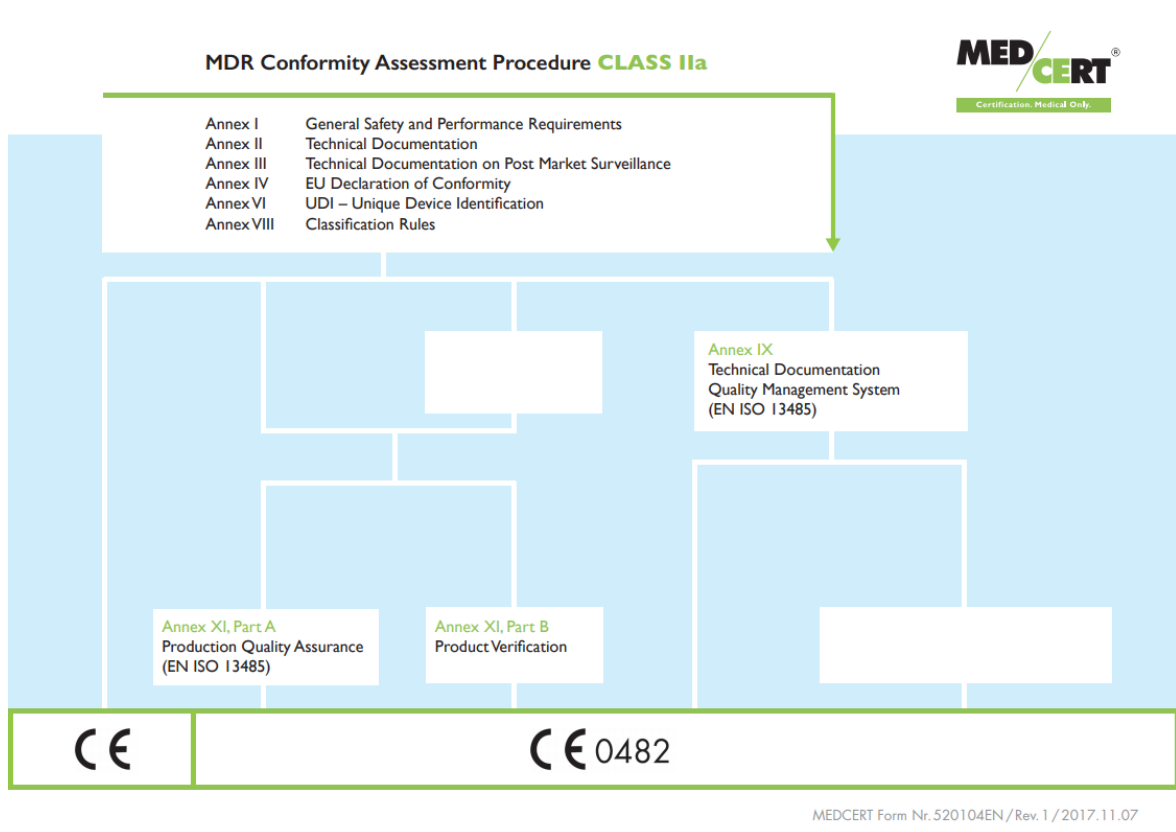 MDR Conformity Assessment Procedure CLASS IIa
MED/CERT®
Certification. Medical Only.
Annex I General Safety and Performance Requirements
Annex II Technical Documentation
Annex III Technical Documentation on Post Market Surveillance
Annex IV EU Declaration of Conformity
Annex VI UDI – Unique Device Identification
Annex VIII Classification Rules
Annex IX
Technical Documentation
Quality Management System
(EN ISO 13485)
Annex XI, Part A
Production Quality Assurance
(EN ISO 13485)
Annex XI, Part B
Product Verification
CE
CE 0482
MEDCERT Form Nr. 520104EN / Rev. 1 / 2017.11.07